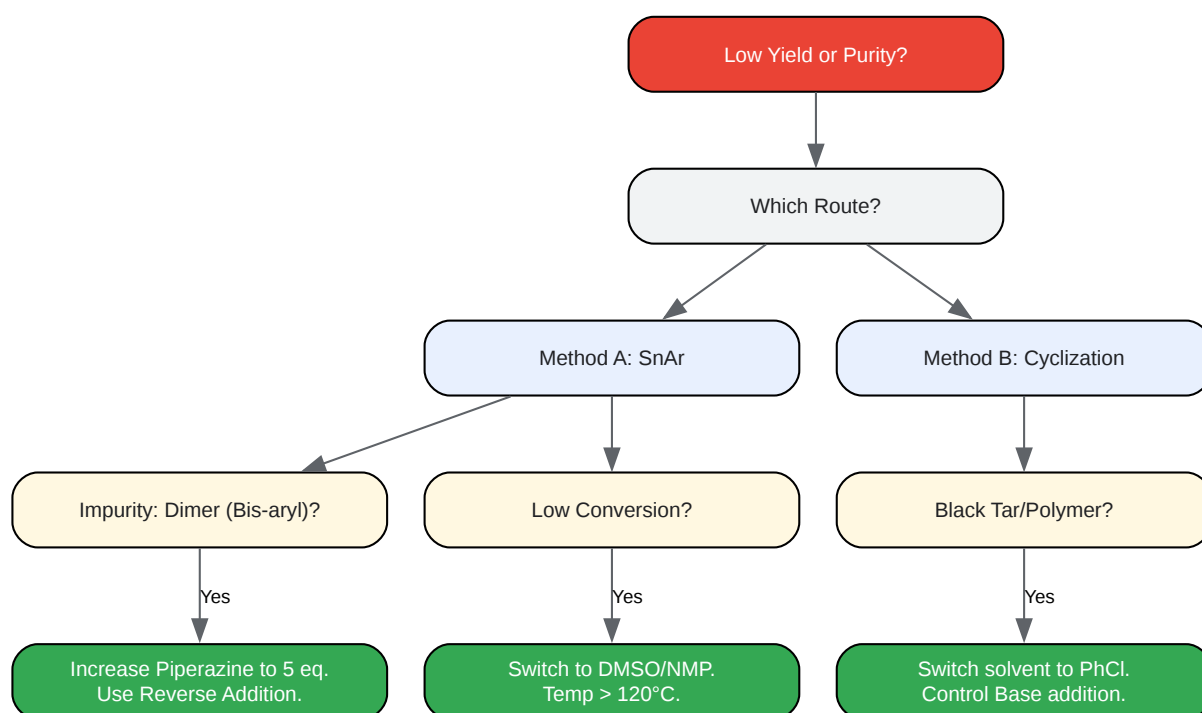 Low Yield or Purity?
Which Route?
Method A: SnAr
Method B: Cyclization
Impurity: Dimer (Bis-aryl)?
Low Conversion?
Black Tar/Polymer?
Yes
Yes
Yes
Increase Piperazine to 5 eq.
Use Reverse Addition.
Switch to DMSO/NMP.
Temp > 120°C.
Switch solvent to PhCl.
Control Base addition.